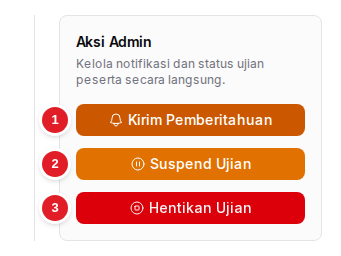 Aksi Admin
Kelola notifikasi dan status ujian
peserta secara langsung.
1 Kirim Pemberitahuan
2 Suspend Ujian
3 Hentikan Ujian